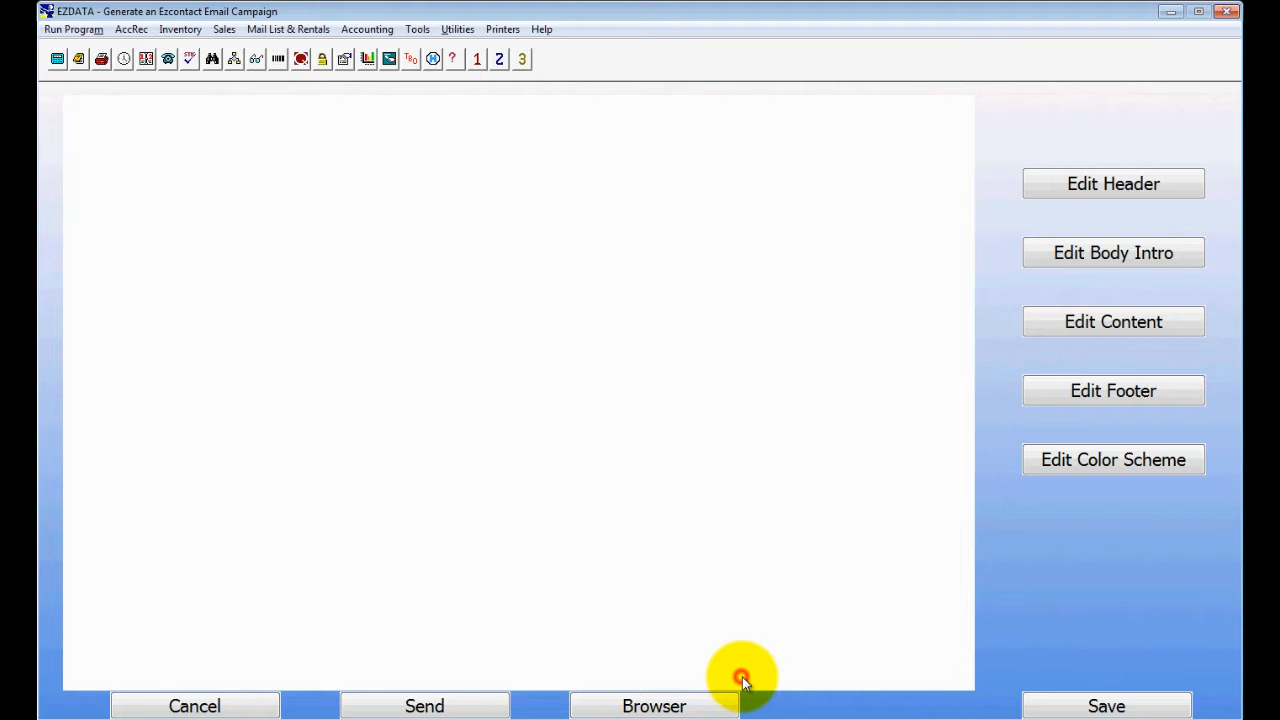 EZDATA - Generate an Ezcontact Email Campaign
Run Program AccRec Inventory Sales Mail List & Rentals Accounting Tools Utilities Printers Help
? 1 2 3
Edit Header
Edit Body Intro
Edit Content
Edit Footer
Edit Color Scheme
Cancel Send Browser Save